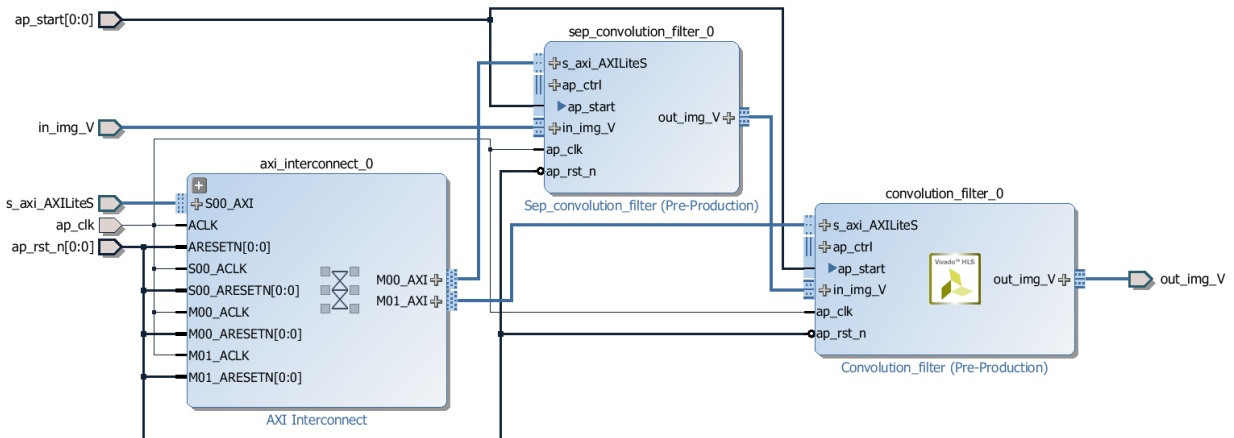 ap_start[0:0]
in_img_V
s_axi_AXILiteS
ap_clk
ap_rst_n[0:0]
axi_interconnect_0
S00_AXI
ACLK
ARESETN[0:0]
S00_ACLK
S00_ARESETN[0:0]
M00_ACLK
M00_ARESETN[0:0]
M01_ACLK
M01_ARESETN[0:0]
M00_AXI
M01_AXI
AXI Interconnect
sep_convolution_filter_0
s_axi_AXILiteS
ap_ctrl
ap_start
in_img_V
ap_clk
ap_rst_n
out_img_V
Sep_convolution_filter (Pre-Production)
convolution_filter_0
s_axi_AXILiteS
ap_ctrl
ap_start
in_img_V
ap_clk
ap_rst_n
Vivado™ HLS
out_img_V
Convolution_filter (Pre-Production)
out_img_V